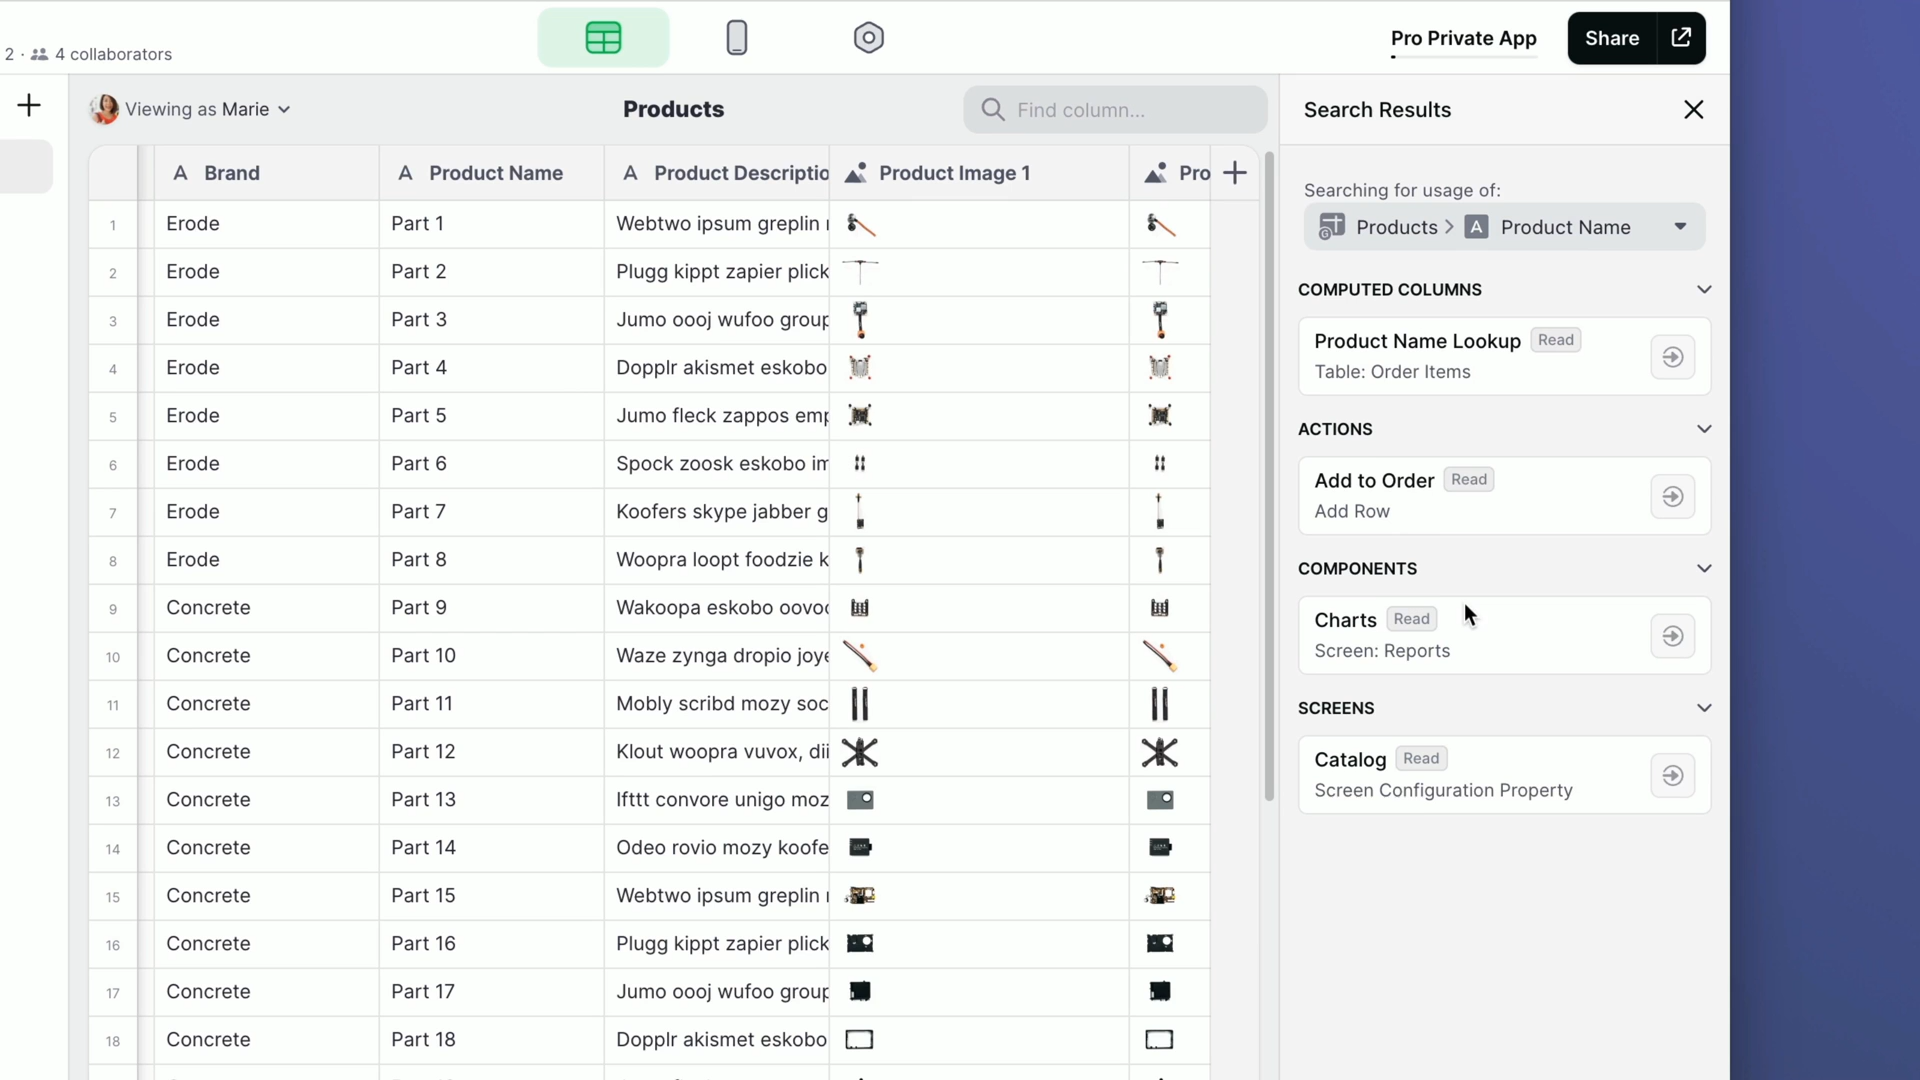 2 · 4 collaborators
Pro Private App
Share
Viewing as Marie
Products
Find column...
Search Results
A Brand
A Product Name
A Product Descriptio
Product Image 1
Pro
1 Erode Part 1 Webtwo ipsum greplin
2 Erode Part 2 Plugg kippt zapier plick
3 Erode Part 3 Jumo oooj wufoo group
4 Erode Part 4 Dopplr akismet eskobo
5 Erode Part 5 Jumo fleck zappos emp
6 Erode Part 6 Spock zoosk eskobo im
7 Erode Part 7 Koofers skype jabber g
8 Erode Part 8 Woopra loopt foodzie k
9 Concrete Part 9 Wakoopa eskobo oovoo
10 Concrete Part 10 Waze zynga dropio joye
11 Concrete Part 11 Mobly scribd mozy soc
12 Concrete Part 12 Klout woopra vuvox, dii
13 Concrete Part 13 Ifttt convore unigo moz
14 Concrete Part 14 Odeo rovio mozy koofe
15 Concrete Part 15 Webtwo ipsum greplin
16 Concrete Part 16 Plugg kippt zapier plick
17 Concrete Part 17 Jumo oooj wufoo group
18 Concrete Part 18 Dopplr akismet eskobo
Searching for usage of:
Products > A Product Name
COMPUTED COLUMNS
Product Name Lookup Read
Table: Order Items
ACTIONS
Add to Order Read
Add Row
COMPONENTS
Charts Read
Screen: Reports
SCREENS
Catalog Read
Screen Configuration Property